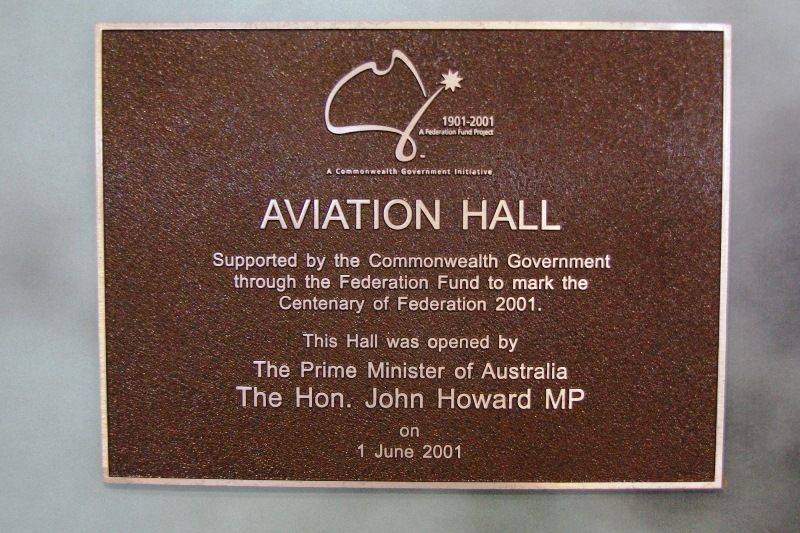 1901-2001
A Federation Fund Project
A Commonwealth Government Initiative
AVIATION HALL
Supported by the Commonwealth Government
through the Federation Fund to mark the
Centenary of Federation 2001.
This Hall was opened by
The Prime Minister of Australia
The Hon. John Howard MP
on
1 June 2001